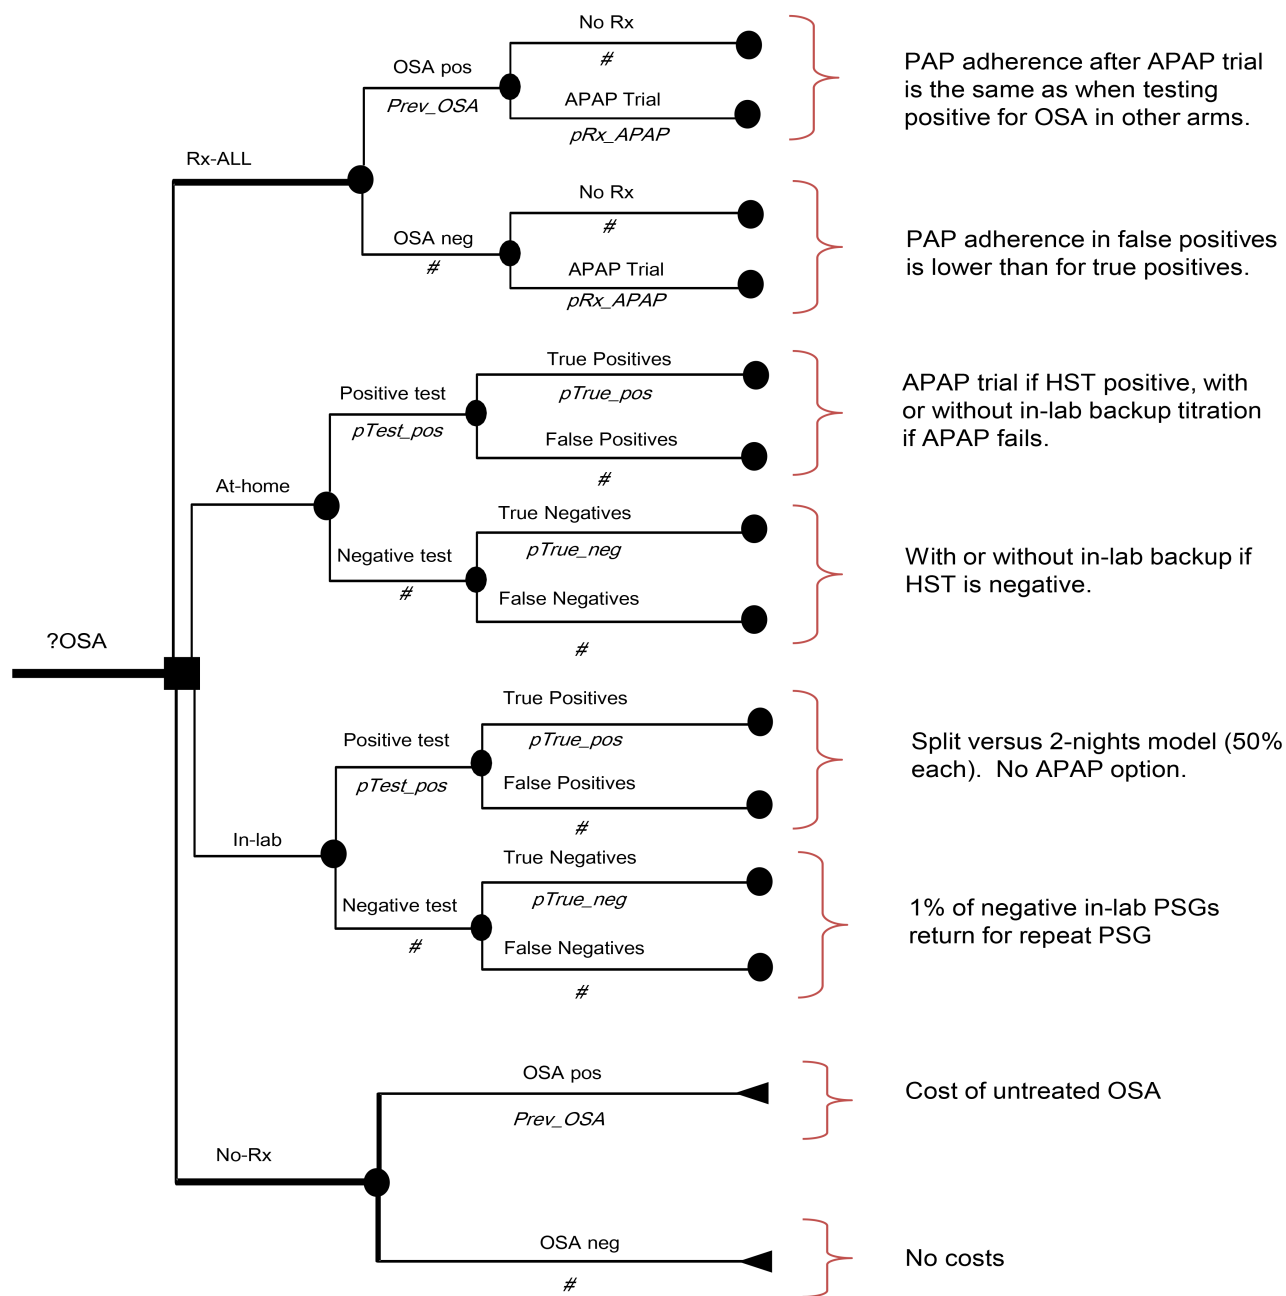 No Rx
#
OSA pos
Prev_OSA
APAP Trial
pRx_APAP
PAP adherence after APAP trial
is the same as when testing
positive for OSA in other arms.
Rx-ALL
No Rx
#
OSA neg
#
APAP Trial
pRx_APAP
PAP adherence in false positives
is lower than for true positives.
True Positives
pTrue_pos
Positive test
pTest_pos
False Positives
#
APAP trial if HST positive, with
or without in-lab backup titration
if APAP fails.
At-home
True Negatives
pTrue_neg
Negative test
#
False Negatives
#
With or without in-lab backup if
HST is negative.
?OSA
True Positives
pTrue_pos
Positive test
pTest_pos
False Positives
#
Split versus 2-nights model (50%
each).  No APAP option.
In-lab
True Negatives
pTrue_neg
Negative test
#
False Negatives
#
1% of negative in-lab PSGs
return for repeat PSG
OSA pos
Prev_OSA
Cost of untreated OSA
No-Rx
OSA neg
#
No costs